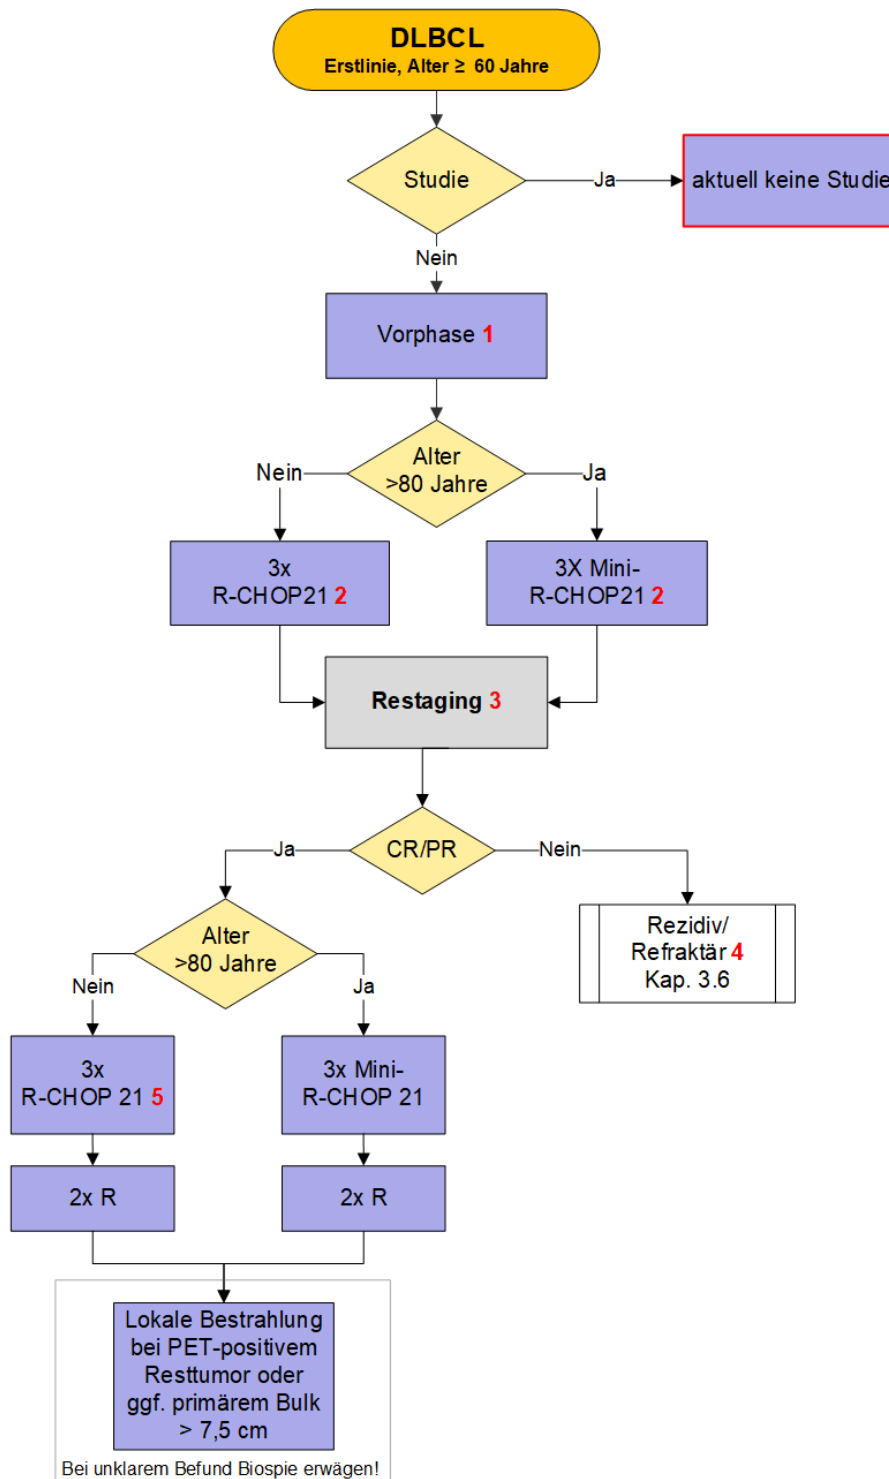 DLBCL
Erstlinie, Alter ≥ 60 Jahre
Studie
Ja
aktuell keine Studie
Nein
Vorphase 1
Alter
>80 Jahre
Nein
Ja
3x
R-CHOP21 2
3X Mini-
R-CHOP21 2
Restaging 3
CR/PR
Ja
Nein
Alter
>80 Jahre
Rezidiv/
Refraktär 4
Kap. 3.6
Nein
Ja
3x
R-CHOP 21 5
3x Mini-
R-CHOP 21
2x R
2x R
Lokale Bestrahlung
bei PET-positivem
Resttumor oder
ggf. primärem Bulk
> 7,5 cm
Bei unklarem Befund Biospie erwägen!